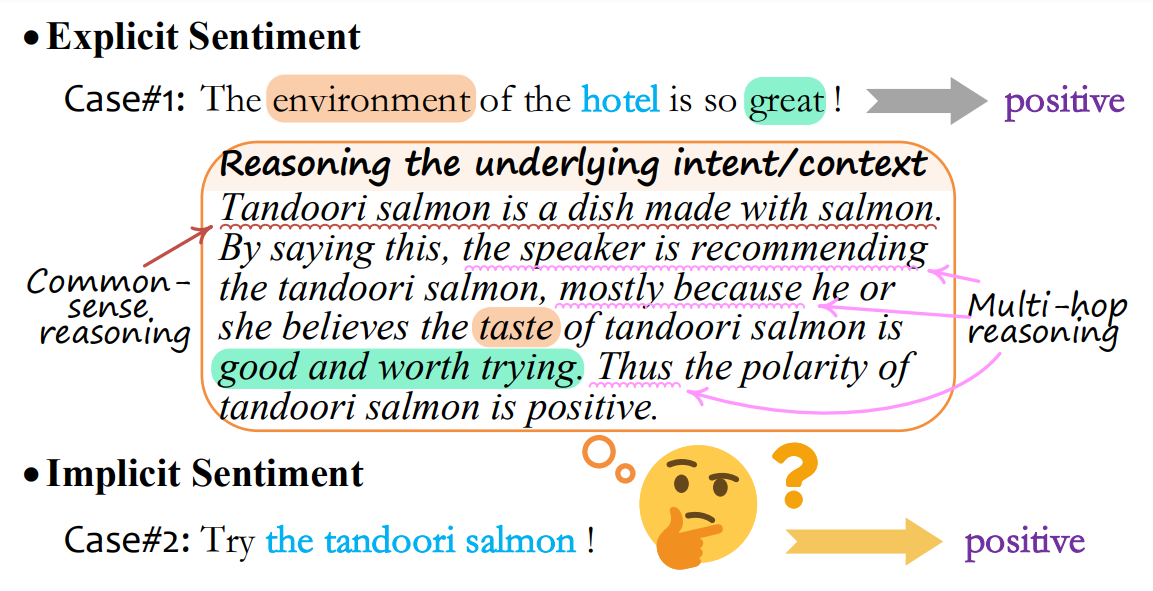 • Explicit Sentiment
Case#1: The environment of the hotel is so great ! positive
Reasoning the underlying intent/context
Tandoori salmon is a dish made with salmon.
By saying this, the speaker is recommending
the tandoori salmon, mostly because he or
she believes the taste of tandoori salmon is
good and worth trying. Thus the polarity of
tandoori salmon is positive.
Common-
sense
reasoning
Multi-hop
reasoning
• Implicit Sentiment
Case#2: Try the tandoori salmon ! positive